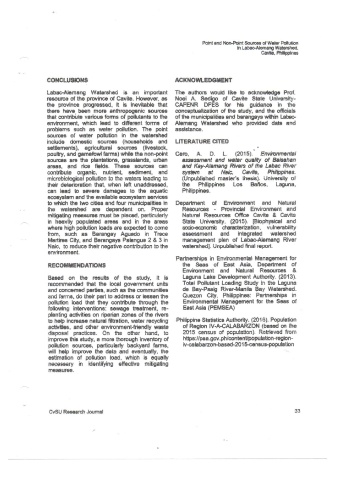 Point and Non-Point Sources of Water Pollution
in Labac-Alemang Watershed,
Cavite, Philippines
CONCLUSIONS
Labac-Alemang Watershed is an important
resource of the province of Cavite. However, as
the province progressed, it is inevitable that
there have been more anthropogenic sources
that contribute various forms of pollutants to the
environment, which lead to different forms of
problems such as water pollution. The point
sources of water pollution in the watershed
include domestic sources (households and
settlements), agricultural sources (livestock,
poultry, and gamefowl farms) while the non-point
sources are the plantations, grasslands, urban
areas, and rice fields. These sources can
contribute organic, nutrient, sediment, and
microbiological pollution to the waters leading to
their deterioration that, when left unaddressed,
can lead to severe damages to the aquatic
ecosystem and the available ecosystem services
to which the two cities and four municipalities in
the watershed are dependent on. Proper
mitigating measures must be placed, particularly
in heavily populated areas and in the areas
where high pollution loads are expected to come
from, such as Barangay Aguado in Trece
Martires City, and Barangays Palangue 2 & 3 in
Naic, to reduce their negative contribution to the
environment.
RECOMMENDATIONS
Based on the results of the study, it is
recommended that the local government units
and concerned parties, such as the communities
and farms, do their part to address or lessen the
pollution load that they contribute through the
following interventions: sewage treatment, re-
planting activities on riparian zones of the rivers
to help increase natural filtration, water recycling
activities, and other environment-friendly waste
disposal practices. On the other hand, to
improve this study, a more thorough inventory of
pollution sources, particularly backyard farms,
will help improve the data and eventually, the
estimation of pollution load, which is equally
necessary in identifying effective mitigating
measures.
ACKNOWLEDGMENT
The authors would like to acknowledge Prof.
Noel A. Sedigo of Cavite State University-
CAFENR DFES for his guidance in the
conceptualization of the study, and the officials
of the municipalities and barangays within Labac-
Alemang Watershed who provided data and
assistance.
LITERATURE CITED
Cero, A. D. L. (2015). Environmental
assessment and water quality of Balsahan
and Kay-Alamang Rivers of the Labac River
system at Naic, Cavite, Philippines.
(Unpublished master's thesis). University of
the Philippines Los Baños, Laguna,
Philippines.
Department of Environment and Natural
Resources - Provincial Environment and
Natural Resources Office Cavite & Cavite
State University. (2015). [Biophysical and
socio-economic characterization, vulnerability
assessment and integrated watershed
management plan of Labac-Alemang River
watershed]. Unpublished final report.
Partnerships in Environmental Management for
the Seas of East Asia, Department of
Environment and Natural Resources &
Laguna Lake Development Authority. (2013).
Total Pollutant Loading Study in the Laguna
de Bay-Pasig River-Manila Bay Watershed.
Quezon City, Philippines: Partnerships in
Environmental Management for the Seas of
East Asia (PEMSEA)
Philippine Statistics Authority. (2016). Population
of Region IV-A-CALABARZON (based on the
2015 census of population). Retrieved from
https://psa.gov.ph/content/population-region-
iv-calabarzon-based-2015-census-population
CvSU Research Journal
33